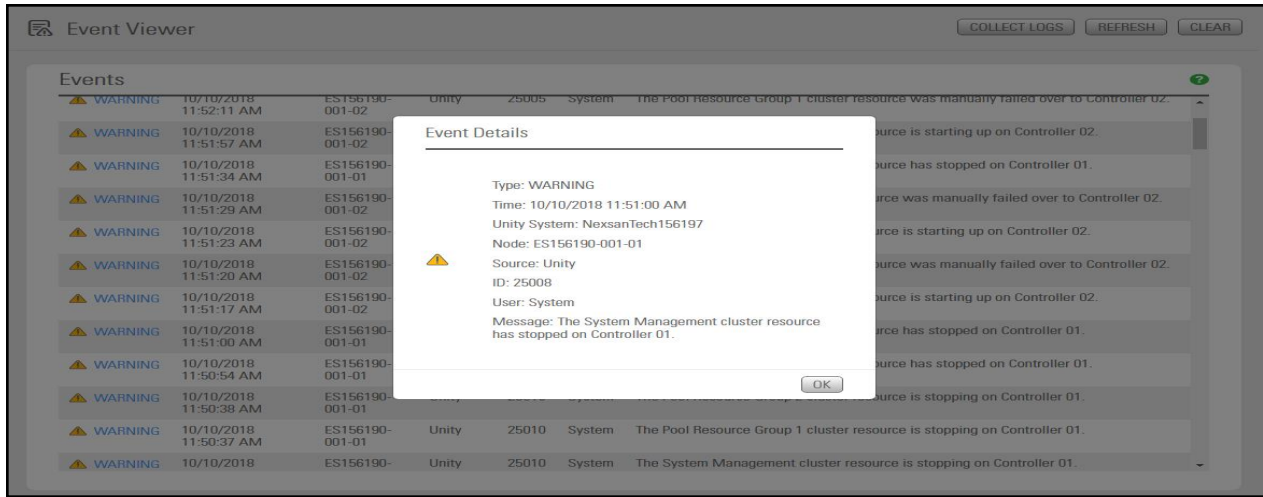 Event Viewer
COLLECT LOGS
REFRESH
CLEAR
Events
?
WARNING 10/10/2018 ES156190- Unity 25005 System The Pool Resource Group 1 cluster resource was manually failed over to Controller 02.
11:52:11 AM 001-02
WARNING 10/10/2018 ES156190- is starting up on Controller 02.
11:51:57 AM 001-02
WARNING 10/10/2018 ES156190- has stopped on Controller 01.
11:51:34 AM 001-01
WARNING 10/10/2018 ES156190- was manually failed over to Controller 02.
11:51:29 AM 001-02
WARNING 10/10/2018 ES156190- is starting up on Controller 02.
11:51:23 AM 001-02
WARNING 10/10/2018 ES156190- was manually failed over to Controller 02.
11:51:20 AM 001-02
WARNING 10/10/2018 ES156190- is starting up on Controller 02.
11:51:17 AM 001-02
WARNING 10/10/2018 ES156190- has stopped on Controller 01.
11:51:00 AM 001-01
WARNING 10/10/2018 ES156190- has stopped on Controller 01.
11:50:54 AM 001-01
WARNING 10/10/2018 ES156190- is stopping on Controller 01.
11:50:38 AM 001-01
WARNING 10/10/2018 ES156190- Unity 25010 System The Pool Resource Group 1 cluster resource is stopping on Controller 01.
11:50:37 AM 001-01
WARNING 10/10/2018 ES156190- Unity 25010 System The System Management cluster resource is stopping on Controller 01.
Event Details
Type: WARNING
Time: 10/10/2018 11:51:00 AM
Unity System: NexsanTech156197
Node: ES156190-001-01
Source: Unity
ID: 25008
User: System
Message: The System Management cluster resource
has stopped on Controller 01.
OK